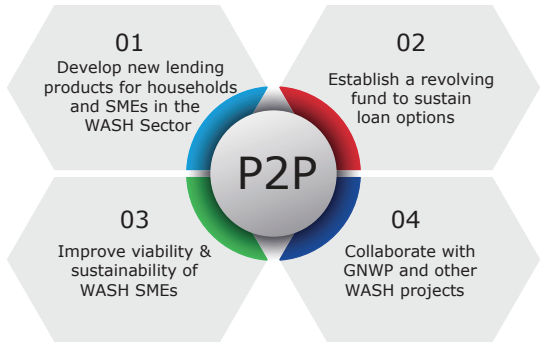 01
Develop new lending
products for households
and SMEs in the
WASH Sector
02
Establish a revolving
fund to sustain
loan options
P2P
03
Improve viability &
sustainability of
WASH SMEs
04
Collaborate with
GNWP and other
WASH projects